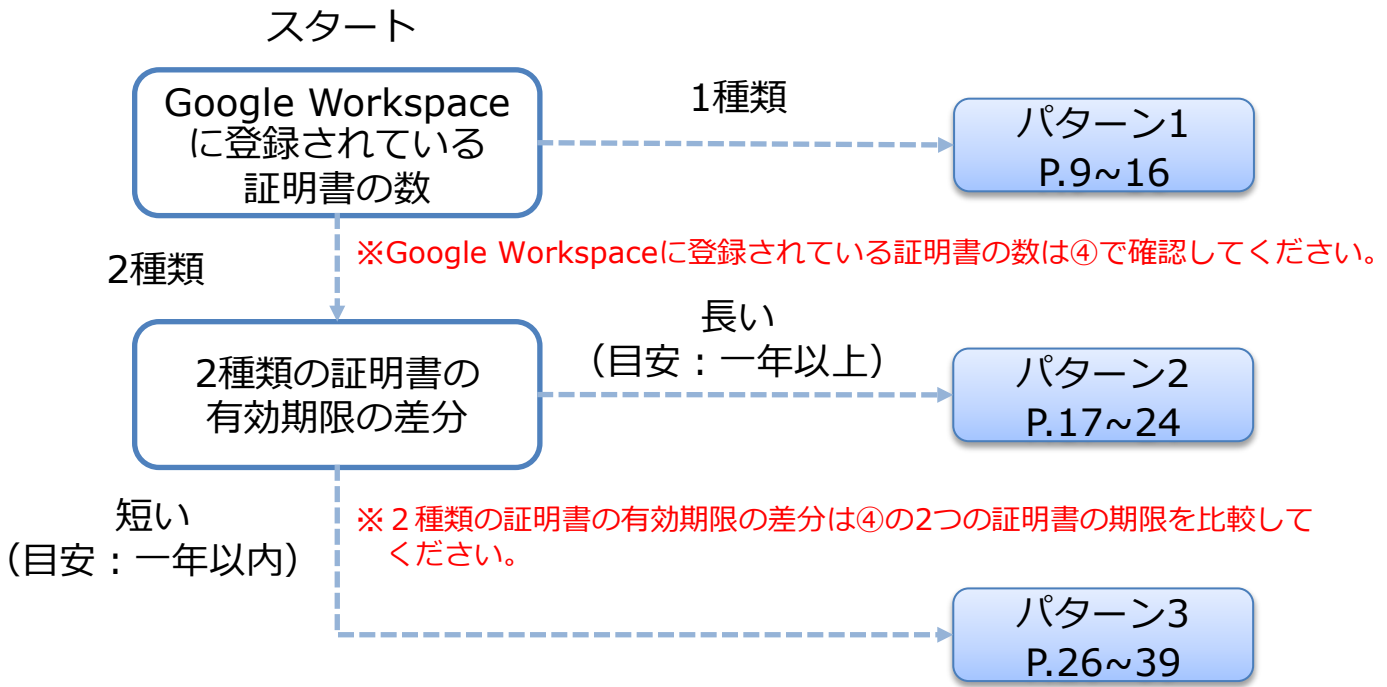 スタート
Google Workspace
に登録されている
証明書の数
1種類
パターン1
P.9~16
2種類
※Google Workspaceに登録されている証明書の数は④で確認してください。
2種類の証明書の
有効期限の差分
長い
（目安：一年以上）
パターン2
P.17~24
短い
（目安：一年以内）
※２種類の証明書の有効期限の差分は④の2つの証明書の期限を比較して
ください。
パターン3
P.26~39